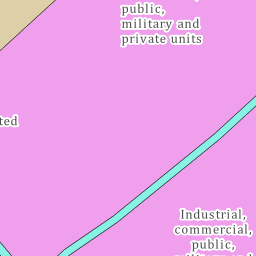 public,
military and
private units
ted
Industrial,
commercial,
public,